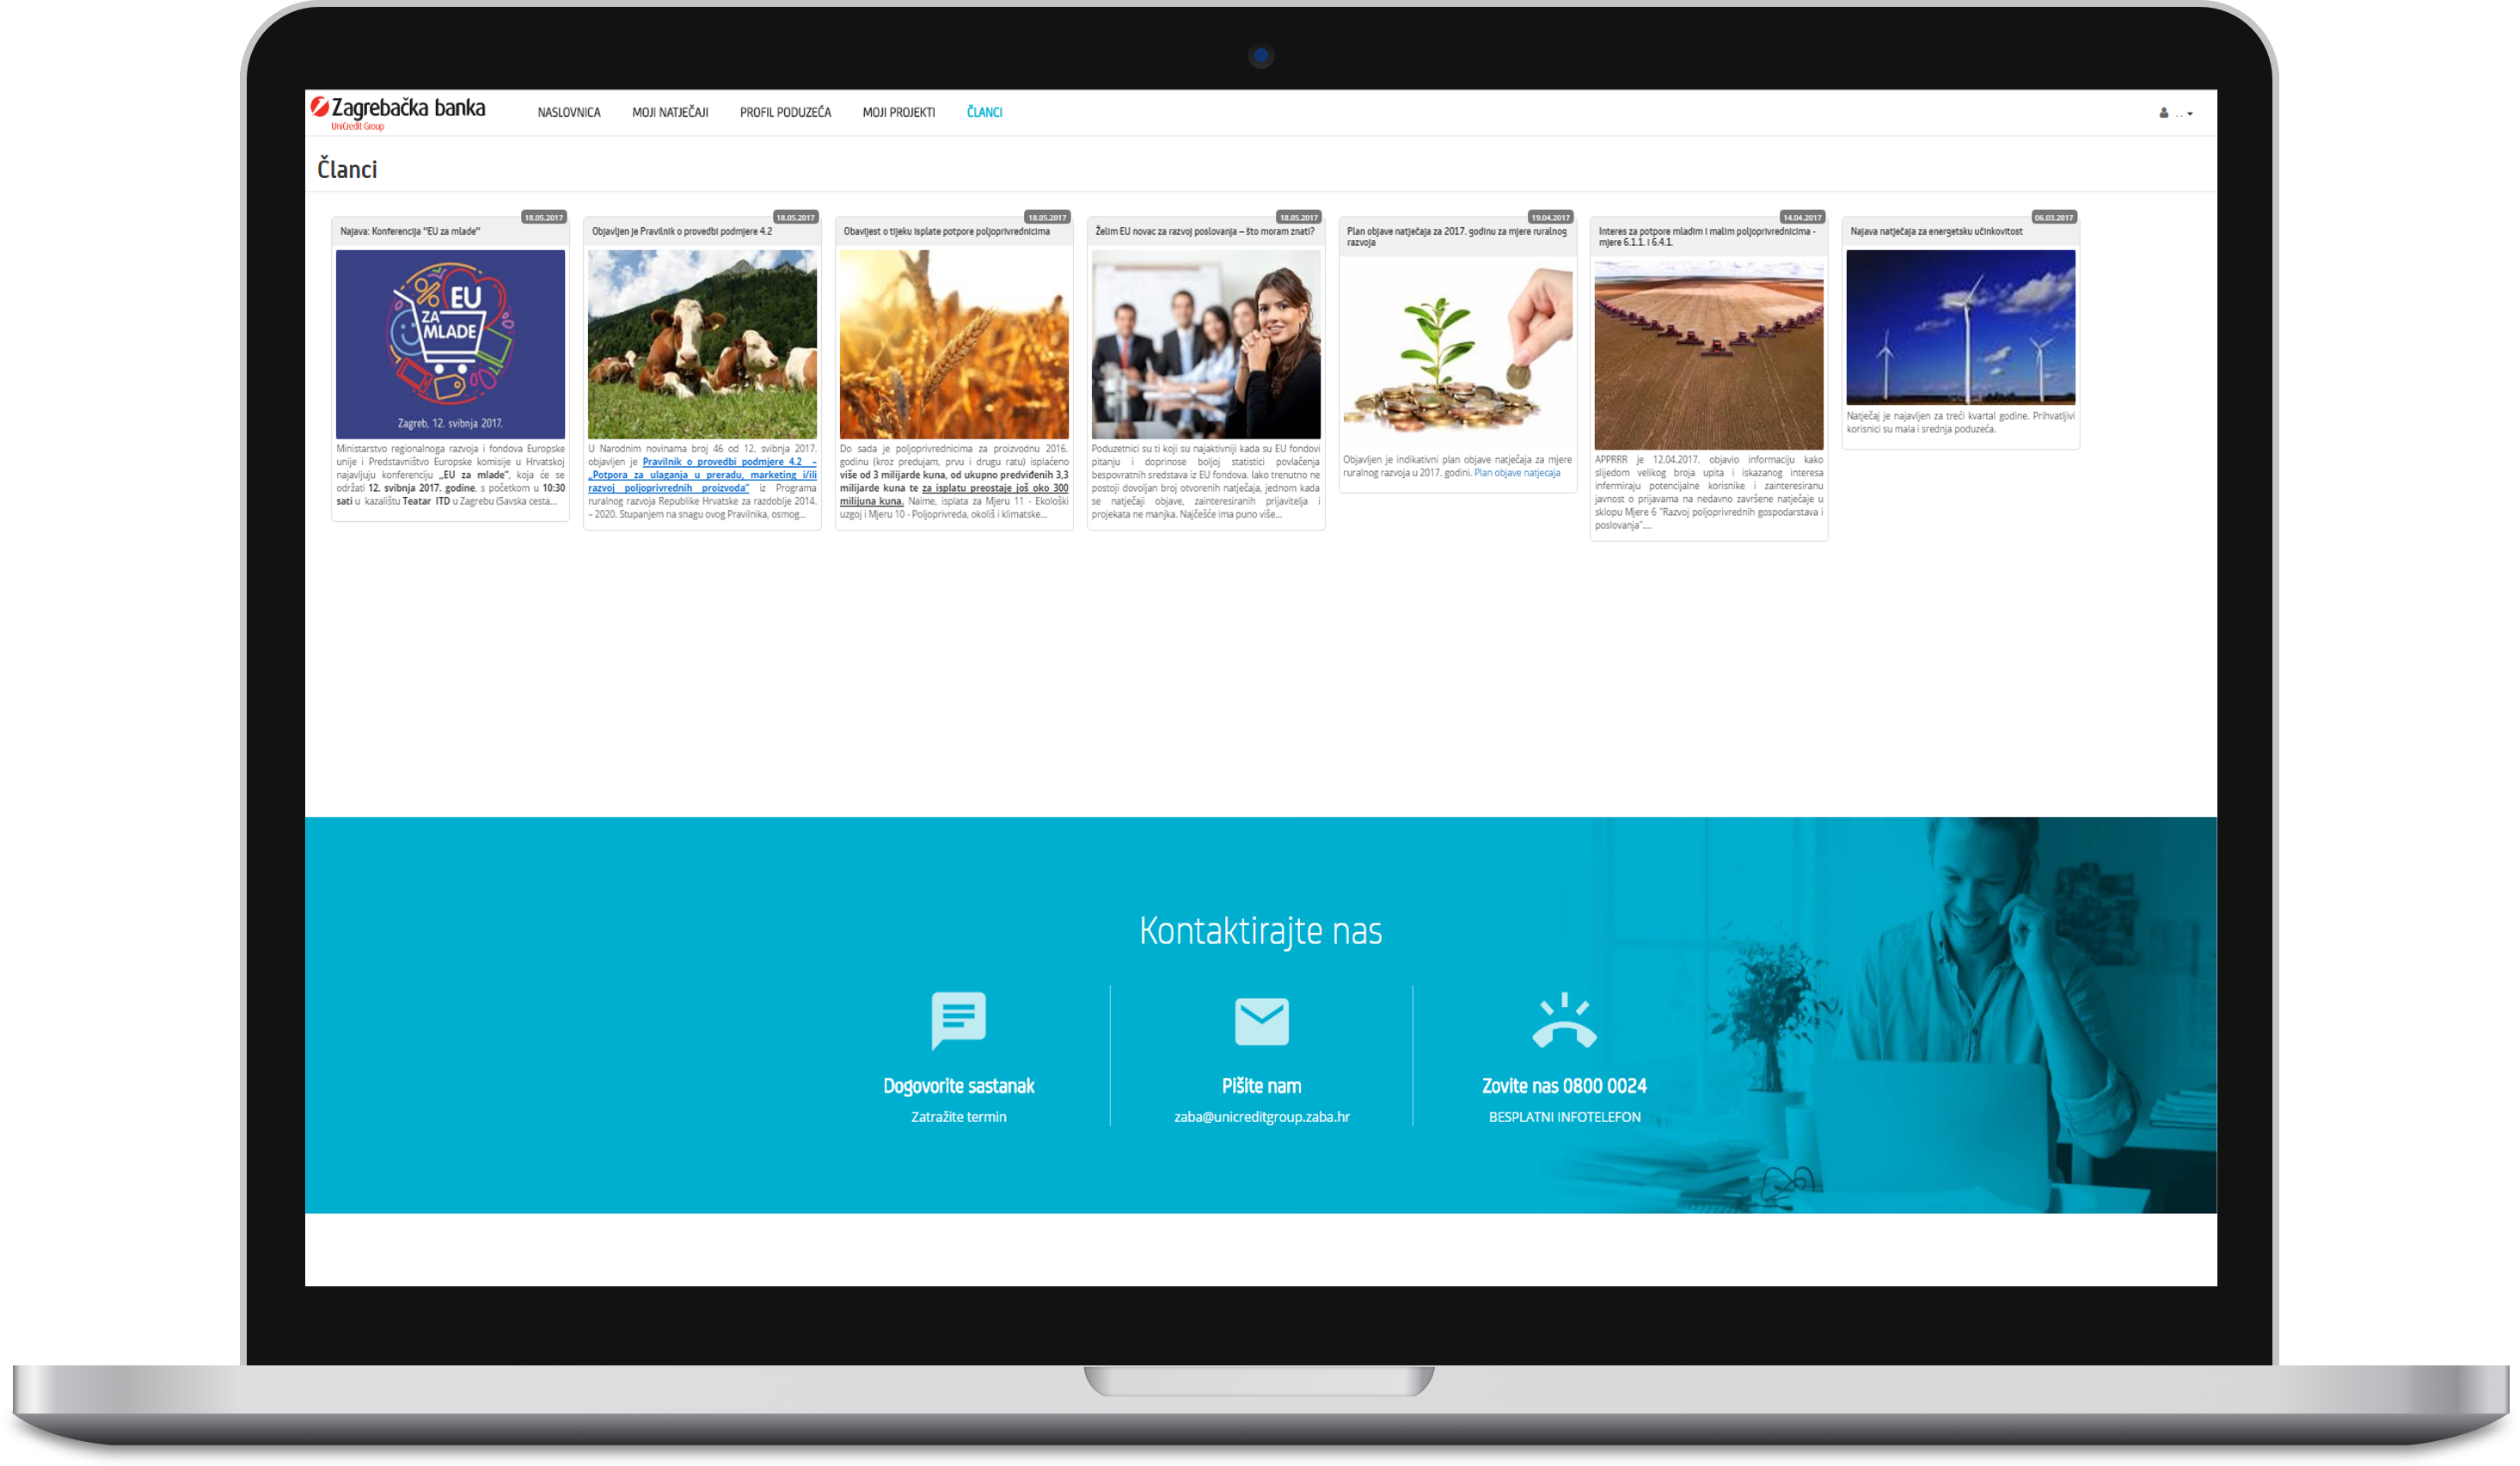 Zagrebačka banka
UniCredit Group
NASLOVNICA MOJI NATJEČAJI PROFIL PODUZEĆA MOJI PROJEKTI ČLANCI
Članci
18.05.2017
Najava: Konferencija "EU za mlade"
EU
ZA
MLADE
Zagreb, 12. svibnja 2017.
Ministarstvo regionalnoga razvoja i fondova Europske
unije i Predstavništvo Europske komisije u Hrvatskoj
najavljuju konferenciju „EU za mlade", koja će se
održati 12. svibnja 2017. godine, s početkom u 10:30
sati u kazalištu Teatar ITD u Zagrebu (Savska cesta...
18.05.2017
Objavljen je Pravilnik o provedbi podmjere 4.2
U Narodnim novinama broj 46 od 12. svibnja 2017.
objavljen je Pravilnik o provedbi podmjere 4.2 –
„Potpora za ulaganja u preradu, marketing i/ili
razvoj poljoprivrednih proizvoda" iz Programa
ruralnog razvoja Republike Hrvatske za razdoblje 2014.
– 2020. Stupanjem na snagu ovog Pravilnika, osmog...
18.05.2017
Obavijest o tijeku isplate potpore poljoprivrednicima
Do sada je poljoprivrednicima za proizvodnu 2016.
godinu (kroz predujam, prvu i drugu ratu) isplaćeno
više od 3 milijarde kuna, od ukupno predviđenih 3,3
milijarde kuna te za isplatu preostaje još oko 300
milijuna kuna. Naime, isplata za Mjeru 11 - Ekološki
uzgoj i Mjeru 10 - Poljoprivreda, okoliš i klimatske...
18.05.2017
Želim EU novac za razvoj poslovanja – što moram znati?
Poduzetnici su ti koji su najaktivniji kada su EU fondovi
pitanju i doprinose boljoj statistici povlačenja
bespovratnih sredstava iz EU fondova. Iako trenutno ne
postoji dovoljan broj otvorenih natječaja, jednom kada
se natječaji objave, zainteresiranih prijavitelja i
projekata ne manjka. Najčešće ima puno više...
19.04.2017
Plan objave natječaja za 2017. godinu za mjere ruralnog
razvoja
Objavljen je indikativni plan objave natječaja za mjere
ruralnog razvoja u 2017. godini. Plan objave natjecaja
14.04.2017
Interes za potpore mladim i malim poljoprivrednicima -
mjere 6.1.1. i 6.4.1.
APPRRR je 12.04.2017. objavio informaciju kako
slijedom velikog broja upita i iskazanog interesa
infermiraju potencijalne korisnike i zainteresiranu
javnost o prijavama na nedavno završene natječaje u
sklopu Mjere 6 "Razvoj poljoprivrednih gospodarstava i
poslovanja"....
06.03.2017
Najava natječaja za energetsku učinkovitost
Natječaj je najavljen za treći kvartal godine. Prihvatljivi
korisnici su mala i srednja poduzeća.
Kontaktirajte nas
Dogovorite sastanak
Zatražite termin
Pišite nam
zaba@unicreditgroup.zaba.hr
Zovite nas 0800 0024
BESPLATNI INFOTELEFON